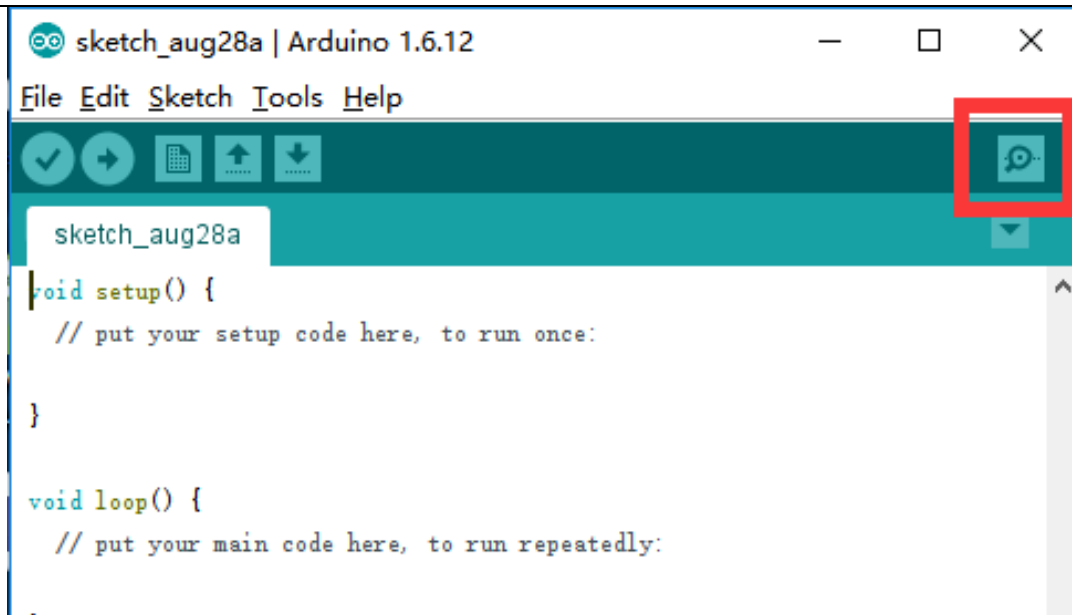 sketch_aug28a | Arduino 1.6.12
File Edit Sketch Tools Help
sketch_aug28a
void setup() {
  // put your setup code here, to run once:
}
void loop() {
  // put your main code here, to run repeatedly: